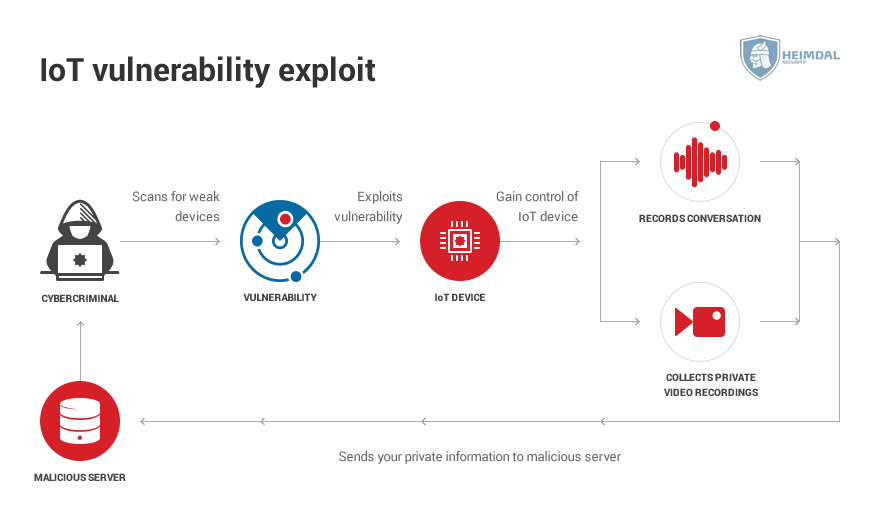 IoT vulnerability exploit
HEIMDAL
SECURITY
Scans for weak
devices
Exploits
vulnerability
Gain control of
IoT device
RECORDS CONVERSATION
CYBERCRIMINAL
VULNERABILITY
IoT DEVICE
COLLECTS PRIVATE
VIDEO RECORDINGS
Sends your private information to malicious server
MALICIOUS SERVER